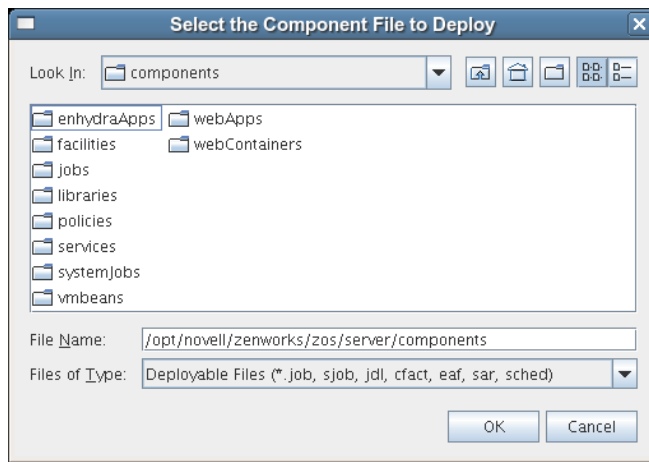 Select the Component File to Deploy
Look In: components
enhydraApps webApps
facilities webContainers
jobs
libraries
policies
services
systemJobs
vmbeans
File Name: /opt/novell/zenworks/zos/server/components
Files of Type: Deployable Files (*.job, sjob, jdl, cfact, eaf, sar, sched)
OK Cancel